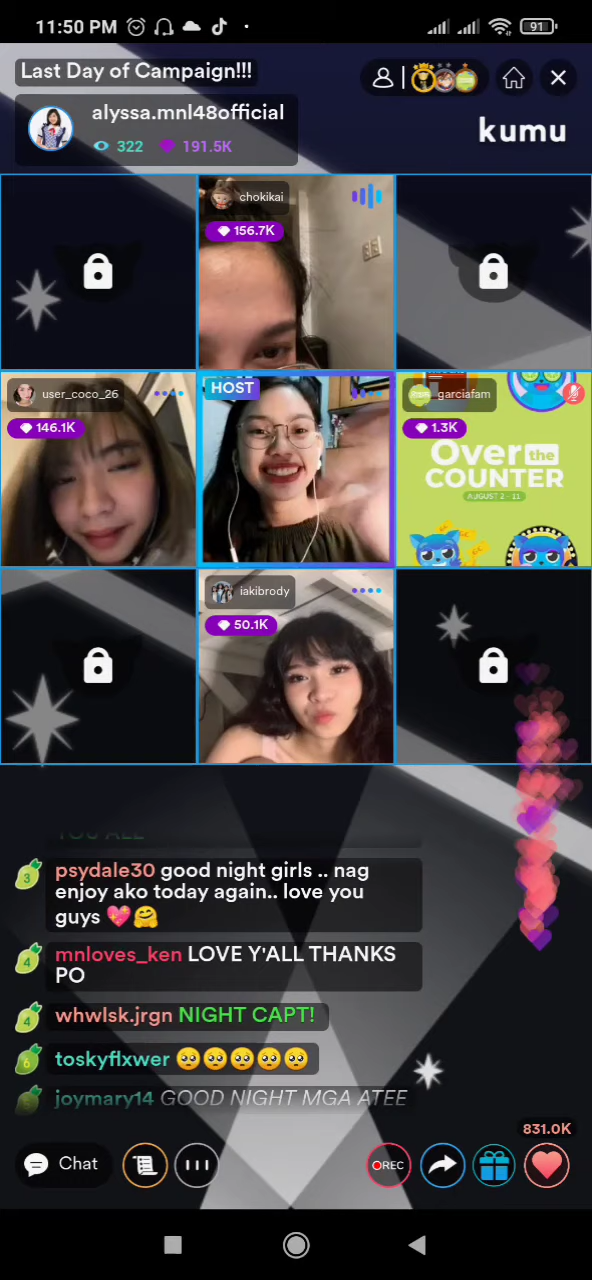 11:50 PM
91
Last Day of Campaign!!!
alyssa.mnl48official
322 191.5K
kumu
chokikai
156.7K
user_coco_26
146.1K
HOST
garciafam
1.3K
Over the
COUNTER
AUGUST 2 - 11
iakibrody
50.1K
YOU ALL
3
psydale30 good night girls .. nag
enjoy ako today again.. love you
guys 💖🤗
4
mnloves_ken LOVE Y'ALL THANKS
PO
4
whwlsk.jrgn NIGHT CAPT!
6
toskyflxwer 🥺🥺🥺🥺🥺
joymary14 GOOD NIGHT MGA ATEE
831.0K
Chat
REC